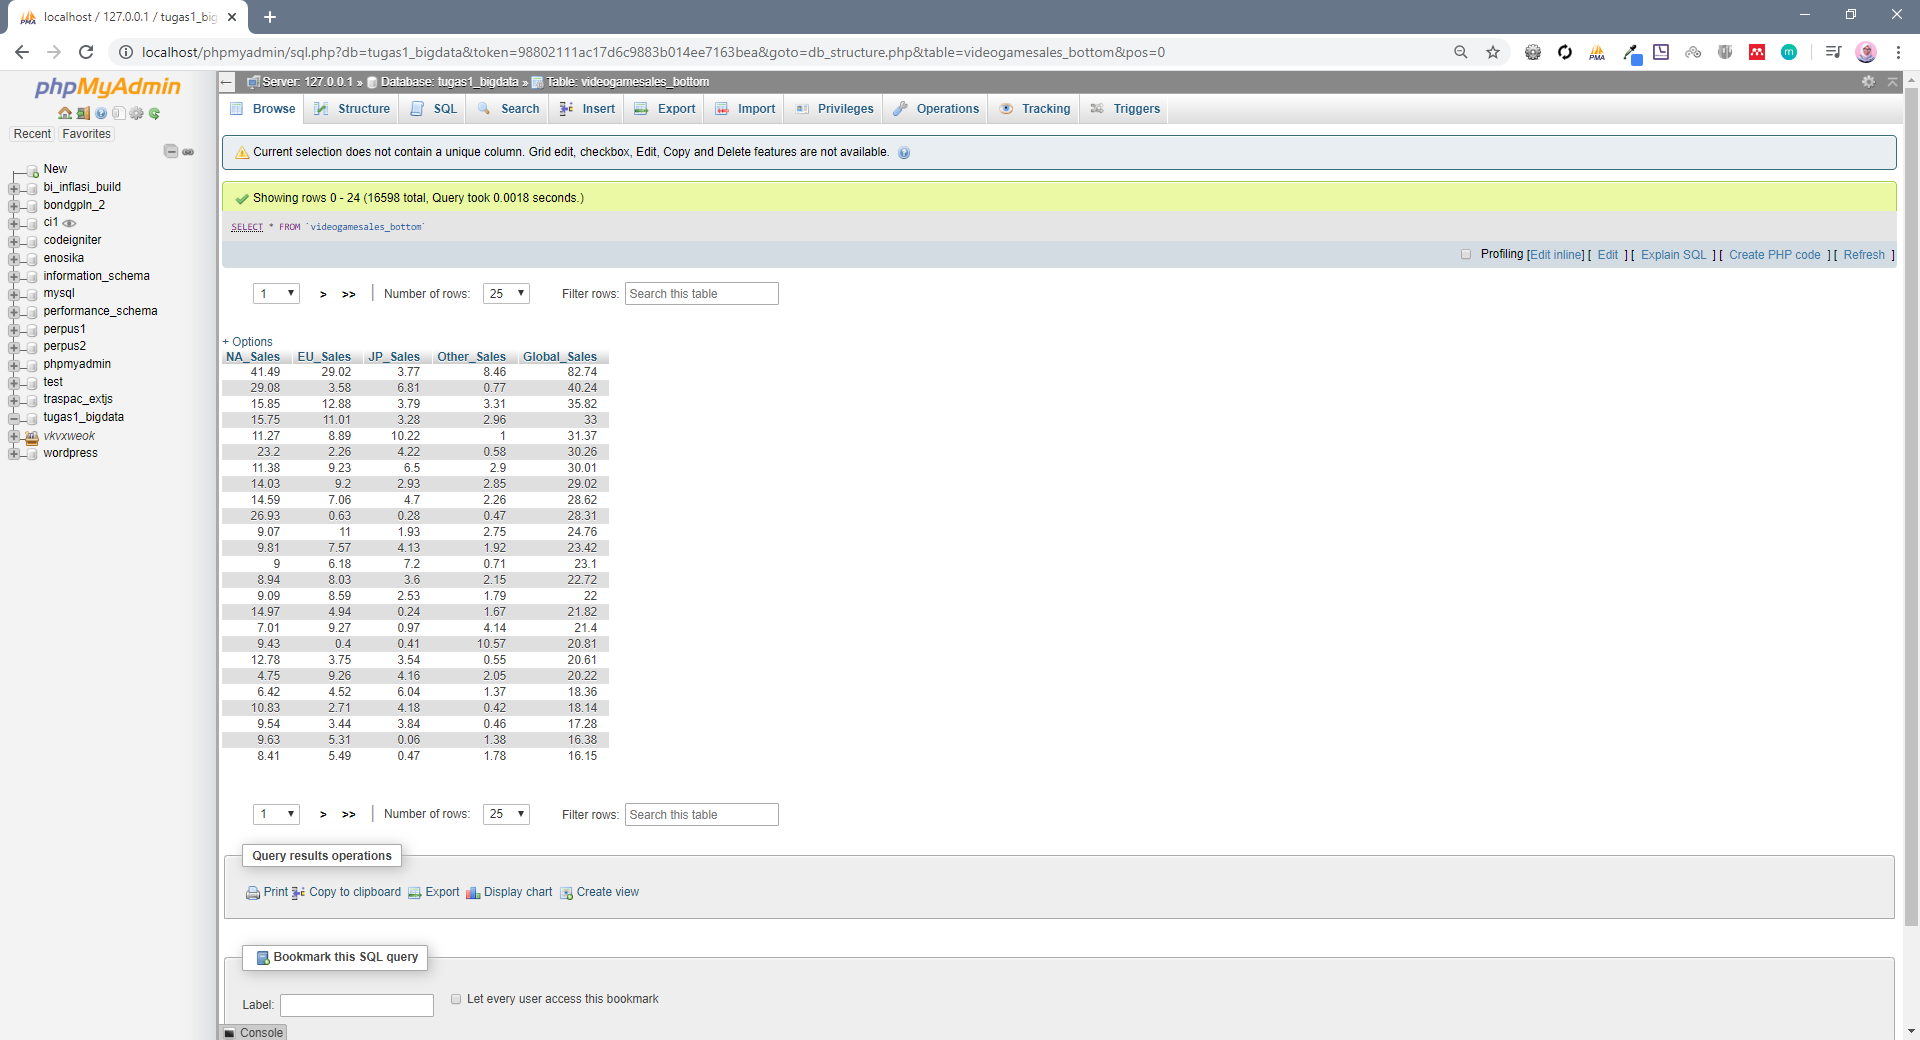 localhost / 127.0.0.1 / tugas1_big
localhost/phpmyadmin/sql.php?db=tugas1_bigdata&token=98802111ac17d6c9883b014ee7163bea&goto=db_structure.php&table=videogamesales_bottom&pos=0
phpMyAdmin
Recent Favorites
New
bi_inflasi_build
bondgpln_2
ci1
codeigniter
enosika
information_schema
mysql
performance_schema
perpus1
perpus2
phpmyadmin
test
traspac_extjs
tugas1_bigdata
vkvxweok
wordpress
Server: 127.0.0.1 » Database: tugas1_bigdata » Table: videogamesales_bottom
Browse Structure SQL Search Insert Export Import Privileges Operations Tracking Triggers
Current selection does not contain a unique column. Grid edit, checkbox, Edit, Copy and Delete features are not available.
Showing rows 0 - 24 (16598 total, Query took 0.0018 seconds.)
SELECT * FROM `videogamesales_bottom`
Profiling [Edit inline] [ Edit ] [ Explain SQL ] [ Create PHP code ] [ Refresh ]
1 > >> Number of rows: 25 Filter rows: Search this table
+ Options
NA_Sales EU_Sales JP_Sales Other_Sales Global_Sales
41.49 29.02 3.77 8.46 82.74
29.08 3.58 6.81 0.77 40.24
15.85 12.88 3.79 3.31 35.82
15.75 11.01 3.28 2.96 33
11.27 8.89 10.22 1 31.37
23.2 2.26 4.22 0.58 30.26
11.38 9.23 6.5 2.9 30.01
14.03 9.2 2.93 2.85 29.02
14.59 7.06 4.7 2.26 28.62
26.93 0.63 0.28 0.47 28.31
9.07 11 1.93 2.75 24.76
9.81 7.57 4.13 1.92 23.42
9 6.18 7.2 0.71 23.1
8.94 8.03 3.6 2.15 22.72
9.09 8.59 2.53 1.79 22
14.97 4.94 0.24 1.67 21.82
7.01 9.27 0.97 4.14 21.4
9.43 0.4 0.41 10.57 20.81
12.78 3.75 3.54 0.55 20.61
4.75 9.26 4.16 2.05 20.22
6.42 4.52 6.04 1.37 18.36
10.83 2.71 4.18 0.42 18.14
9.54 3.44 3.84 0.46 17.28
9.63 5.31 0.06 1.38 16.38
8.41 5.49 0.47 1.78 16.15
1 > >> Number of rows: 25 Filter rows: Search this table
Query results operations
Print Copy to clipboard Export Display chart Create view
Bookmark this SQL query
Label: Let every user access this bookmark
Console